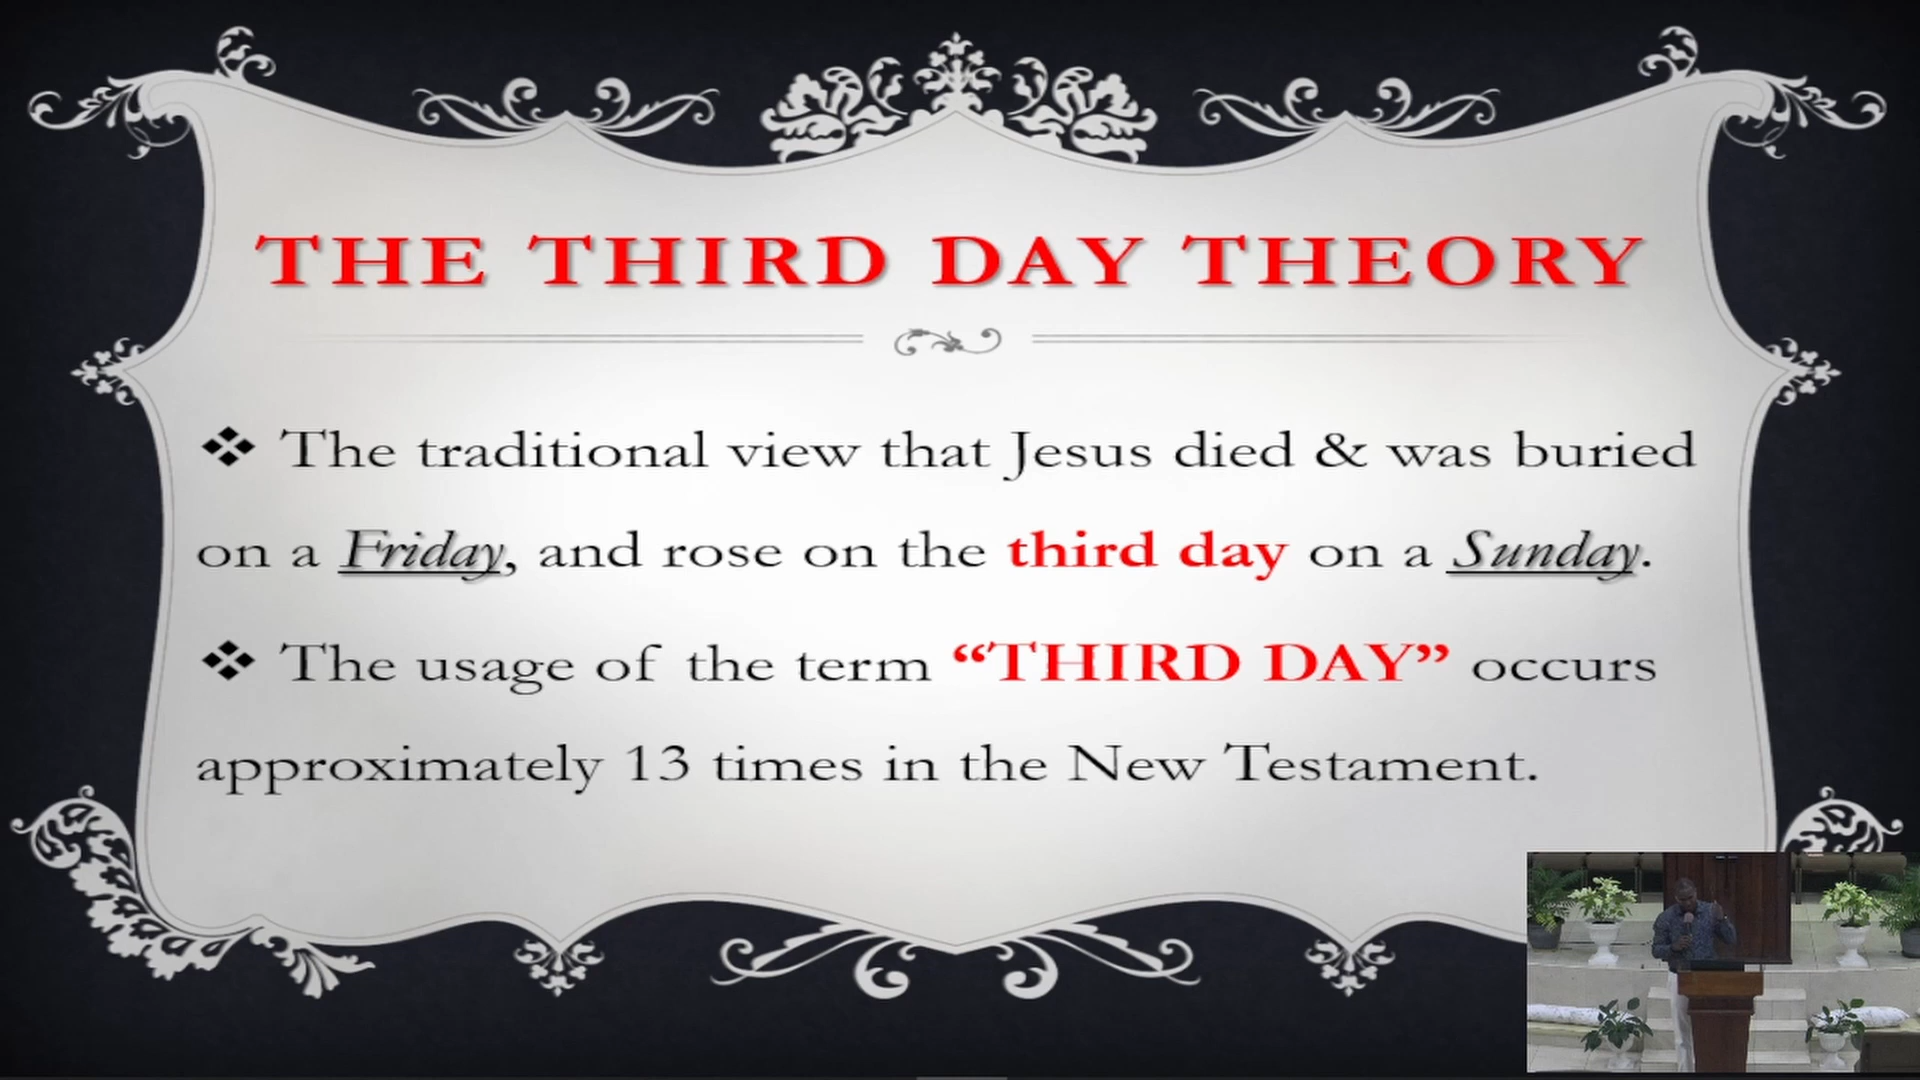 THE THIRD DAY THEORY
❖ The traditional view that Jesus died & was buried
on a Friday, and rose on the third day on a Sunday.
❖ The usage of the term “THIRD DAY” occurs
approximately 13 times in the New Testament.